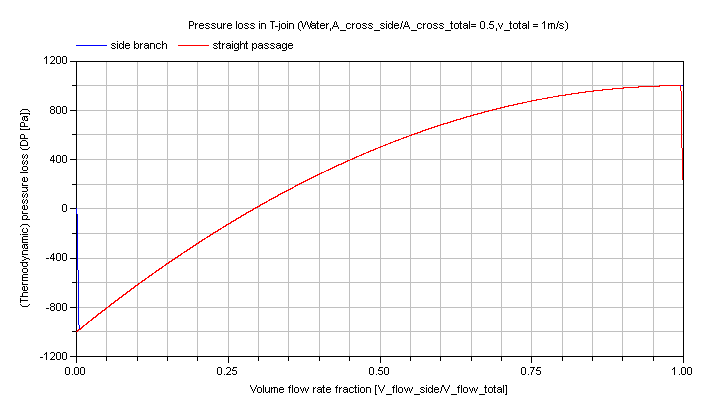 Pressure loss in T-join (Water,A_cross_side/A_cross_total= 0.5,v_total = 1m/s)
side branch straight passage
(Thermodynamic) pressure loss (DP [Pa])
1200
800
400
0
-400
-800
-1200
0.00 0.25 0.50 0.75 1.00
Volume flow rate fraction [V_flow_side/V_flow_total]